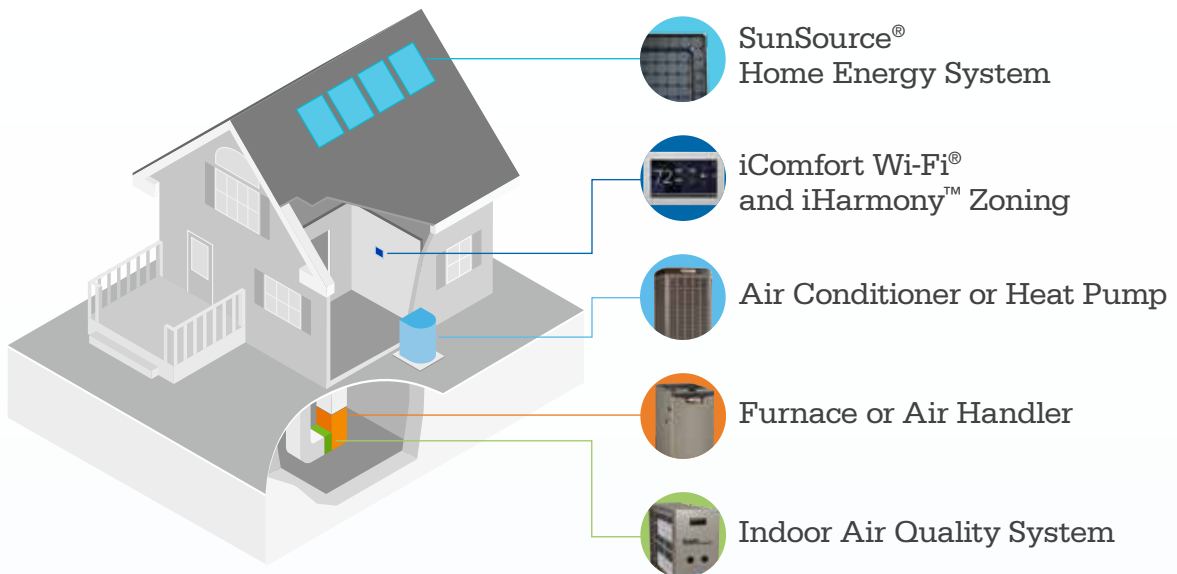 SunSource®
Home Energy System
72
iComfort Wi-Fi®
and iHarmony™ Zoning
Air Conditioner or Heat Pump
Furnace or Air Handler
Indoor Air Quality System